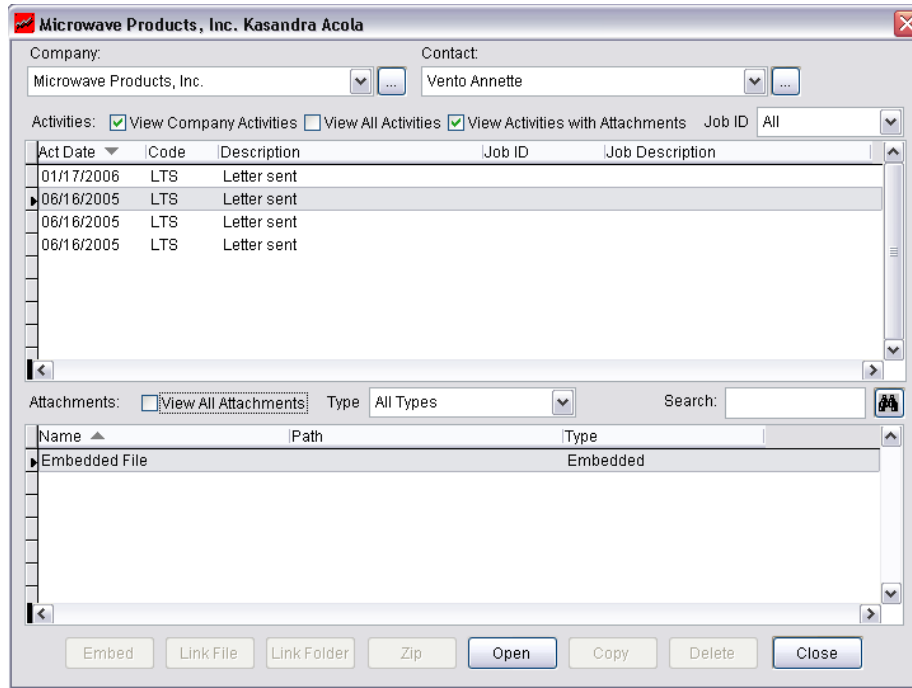 Microwave Products, Inc. Kasandra Acola
Company: Contact:
Microwave Products, Inc. ... Vento Annette ...
Activities: View Company Activities View All Activities View Activities with Attachments Job ID All
Act Date Code Description Job ID Job Description
01/17/2006 LTS Letter sent
06/16/2005 LTS Letter sent
06/16/2005 LTS Letter sent
06/16/2005 LTS Letter sent
Attachments: View All Attachments Type All Types Search:
Name Path Type
Embedded File Embedded
Embed Link File Link Folder Zip Open Copy Delete Close